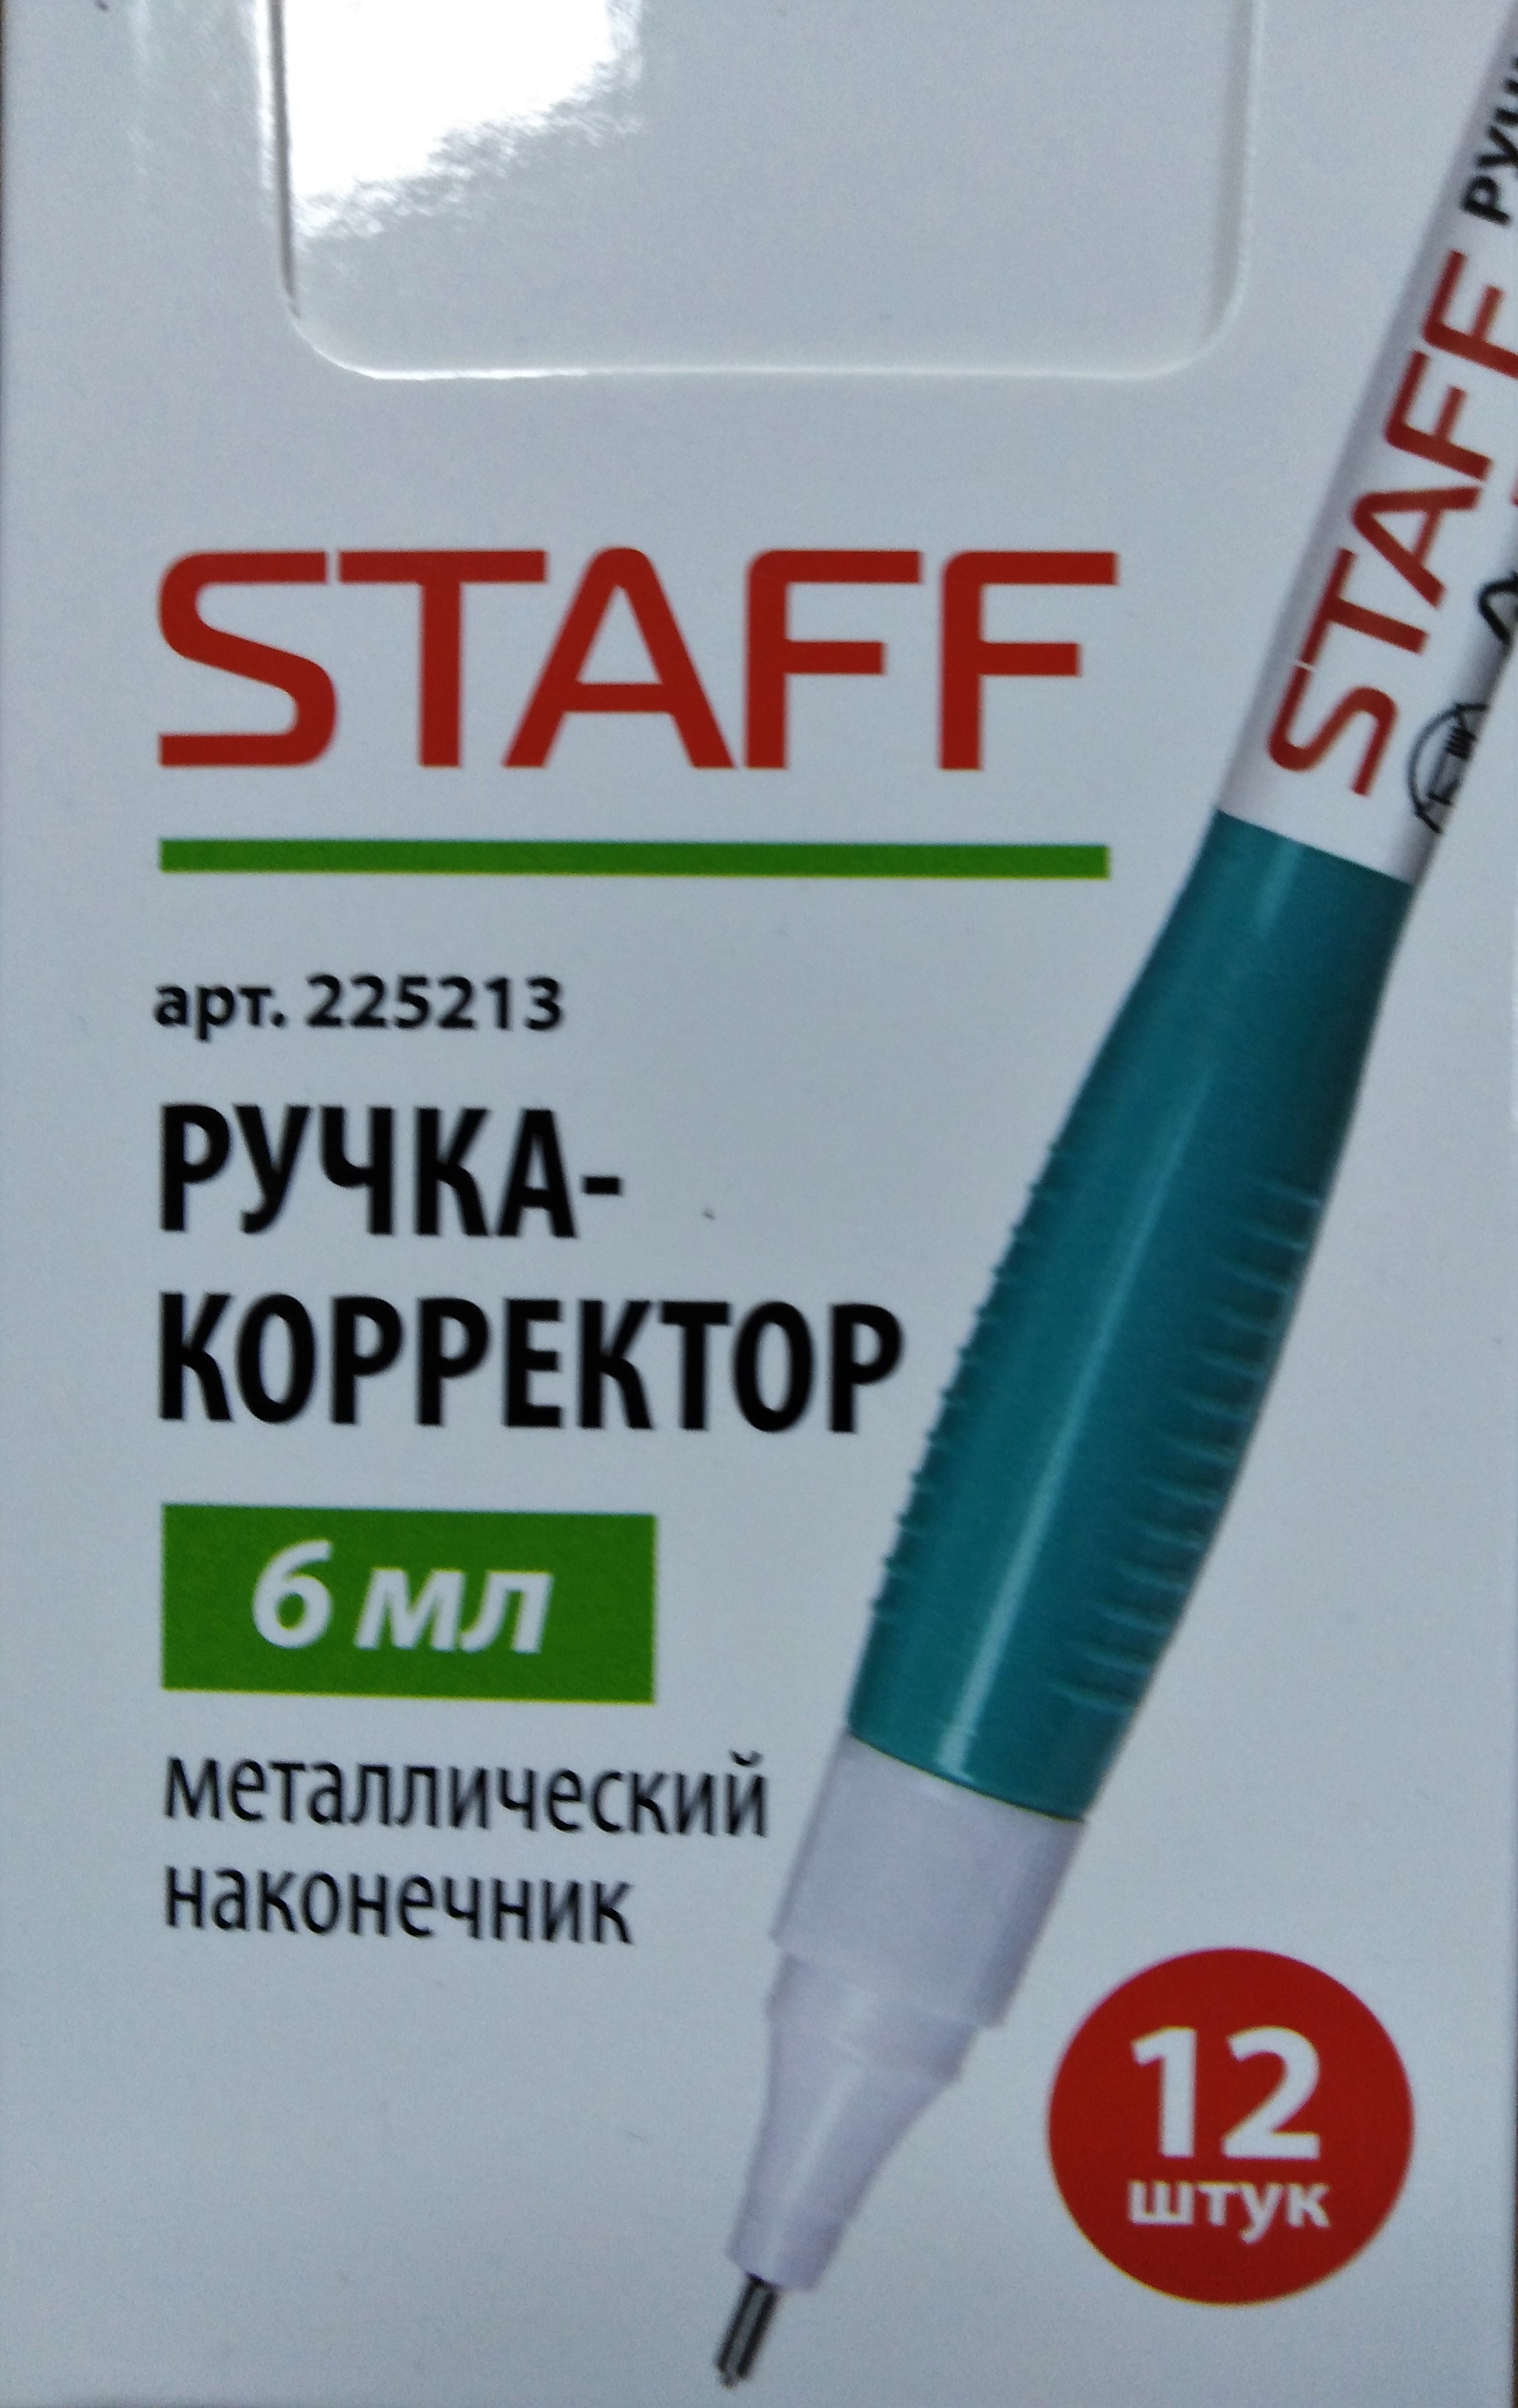 STAFF
арт. 225213
РУЧКА-
КОРРЕКТОР
6 мл
металлический
наконечник
12
штук
STAFF